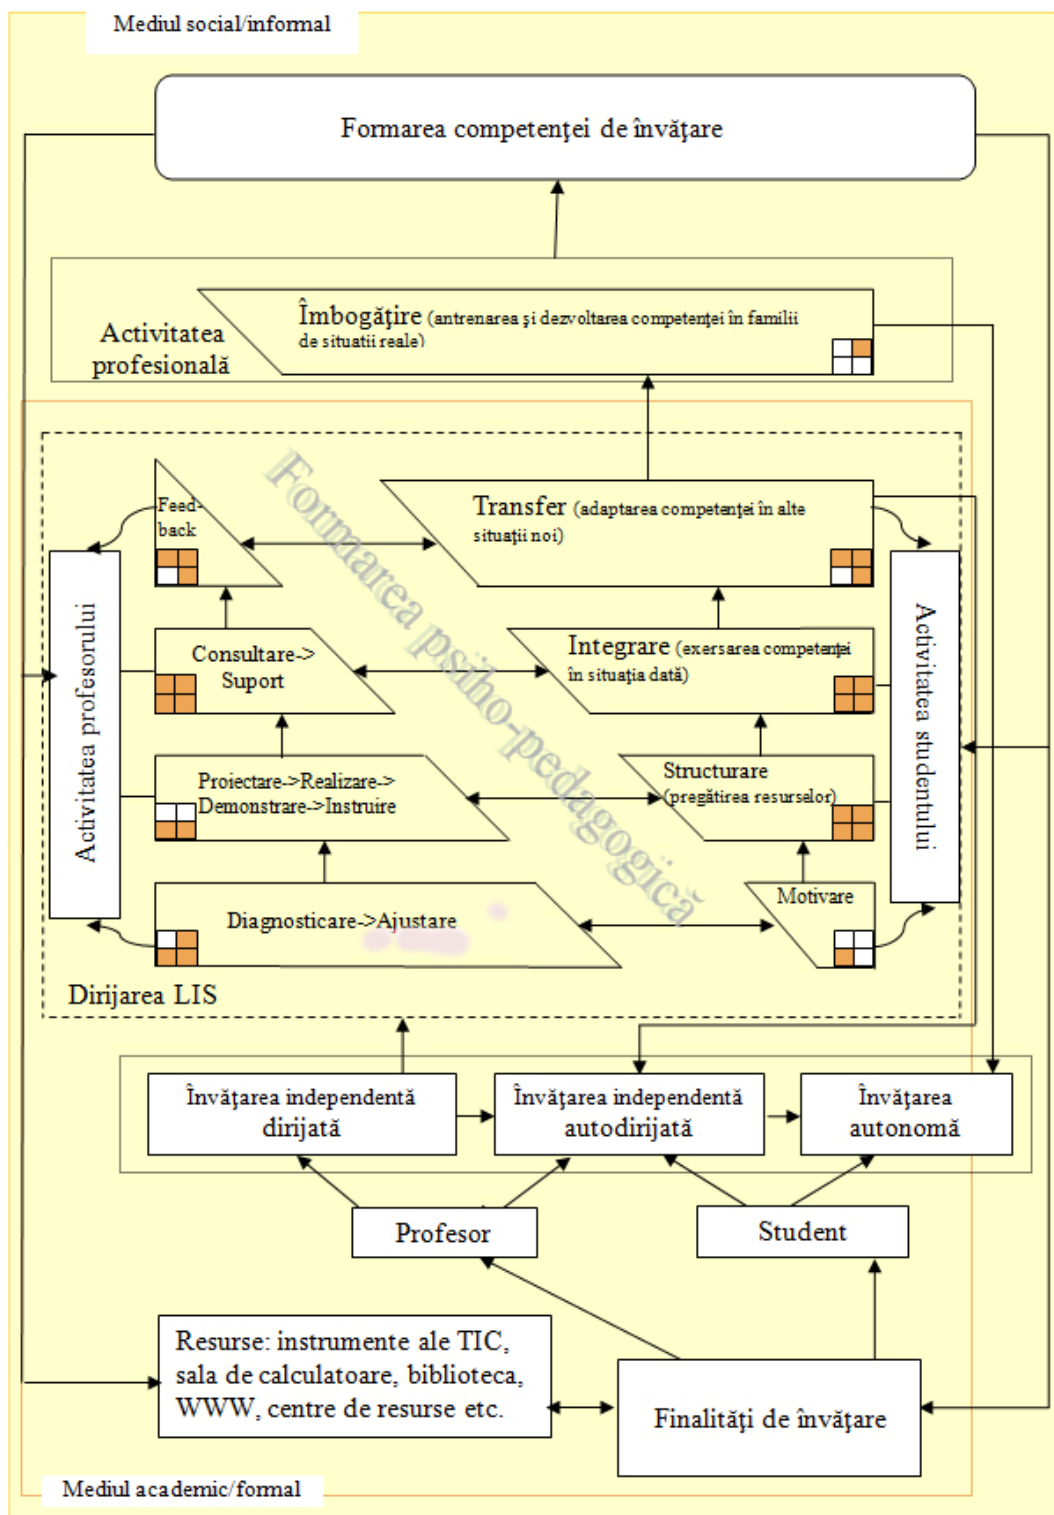 Mediul social/informal
Formarea competenţei de învăţare
Îmbogăţire (antrenarea şi dezvoltarea competenţei în familii
de situatii reale)
Activitatea
profesională
Formarea psiho-pedagogică
Feed-
back
Transfer (adaptarea competenţei în alte
situaţii noi)
Activitatea profesorului
Consultare->
Suport
Integrare (exersarea competenţei
în situaţia dată)
Activitatea studentului
Proiectare->Realizare->
Demonstrare->Instruire
Structurare
(pregătirea resurselor)
Diagnosticare->Ajustare
Motivare
Dirijarea LIS
Învăţarea independentă
dirijată
Învăţarea independentă
autodirijată
Învăţarea
autonomă
Profesor
Student
Resurse: instrumente ale TIC,
sala de calculatoare, biblioteca,
WWW, centre de resurse etc.
Finalităţi de învăţare
Mediul academic/formal